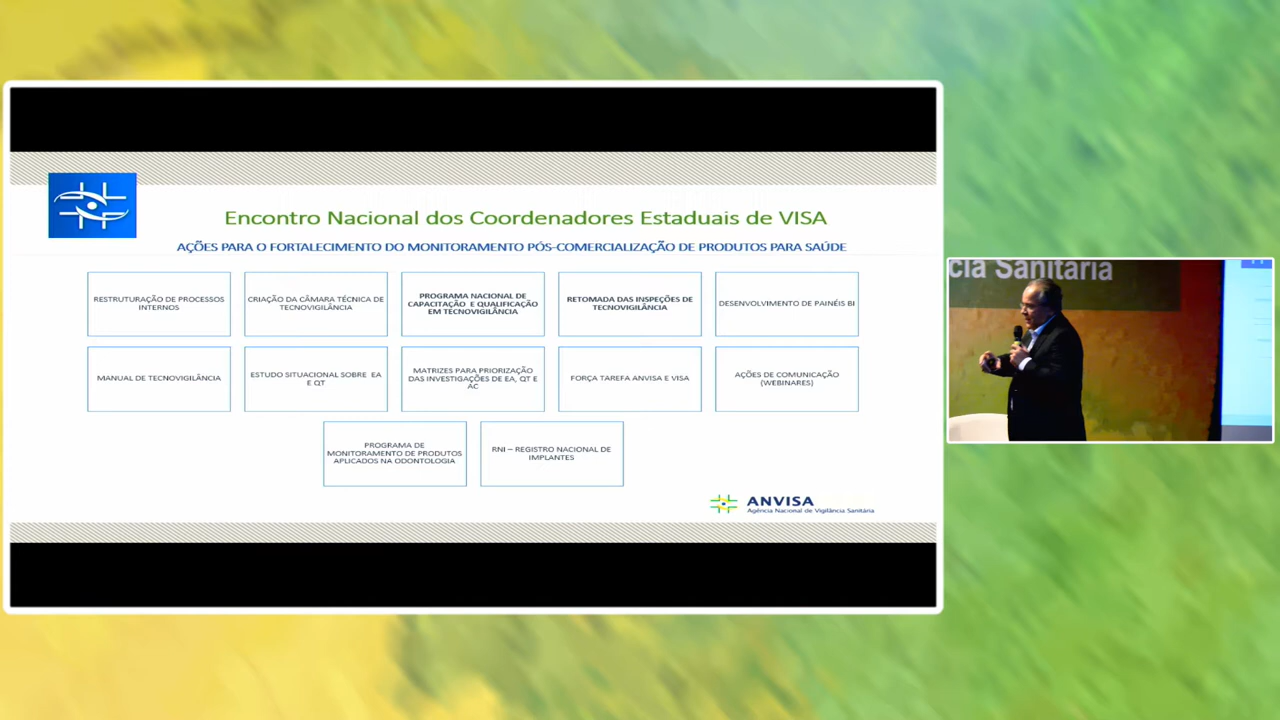 Encontro Nacional dos Coordenadores Estaduais de VISA
AÇÕES PARA O FORTALECIMENTO DO MONITORAMENTO PÓS-COMERCIALIZAÇÃO DE PRODUTOS PARA SAÚDE
RESTRUTURAÇÃO DE PROCESSOS
INTERNOS
CRIAÇÃO DA CÂMARA TÉCNICA DE
TECNOVIGILÂNCIA
PROGRAMA NACIONAL DE
CAPACITAÇÃO E QUALIFICAÇÃO
EM TECNOVIGILÂNCIA
RETOMADA DAS INSPEÇÕES DE
TECNOVIGILÂNCIA
DESENVOLVIMENTO DE PAINÉIS BI
MANUAL DE TECNOVIGILÂNCIA
ESTUDO SITUACIONAL SOBRE EA
E QT
MATRIZES PARA PRIORIZAÇÃO
DAS INVESTIGAÇÕES DE EA, QT E
AC
FORÇA TAREFA ANVISA E VISA
AÇÕES DE COMUNICAÇÃO
(WEBINARES)
PROGRAMA DE
MONITORAMENTO DE PRODUTOS
APLICADOS NA ODONTOLOGIA
RNI – REGISTRO NACIONAL DE
IMPLANTES
ANVISA
Agência Nacional de Vigilância Sanitária
cia Sanitária